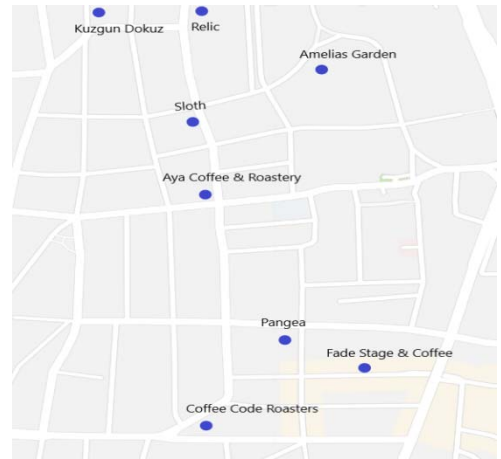 Kuzgun Dokuz
Relic
Amelias Garden
Sloth
Aya Coffee & Roastery
Pangea
Fade Stage & Coffee
Coffee Code Roasters